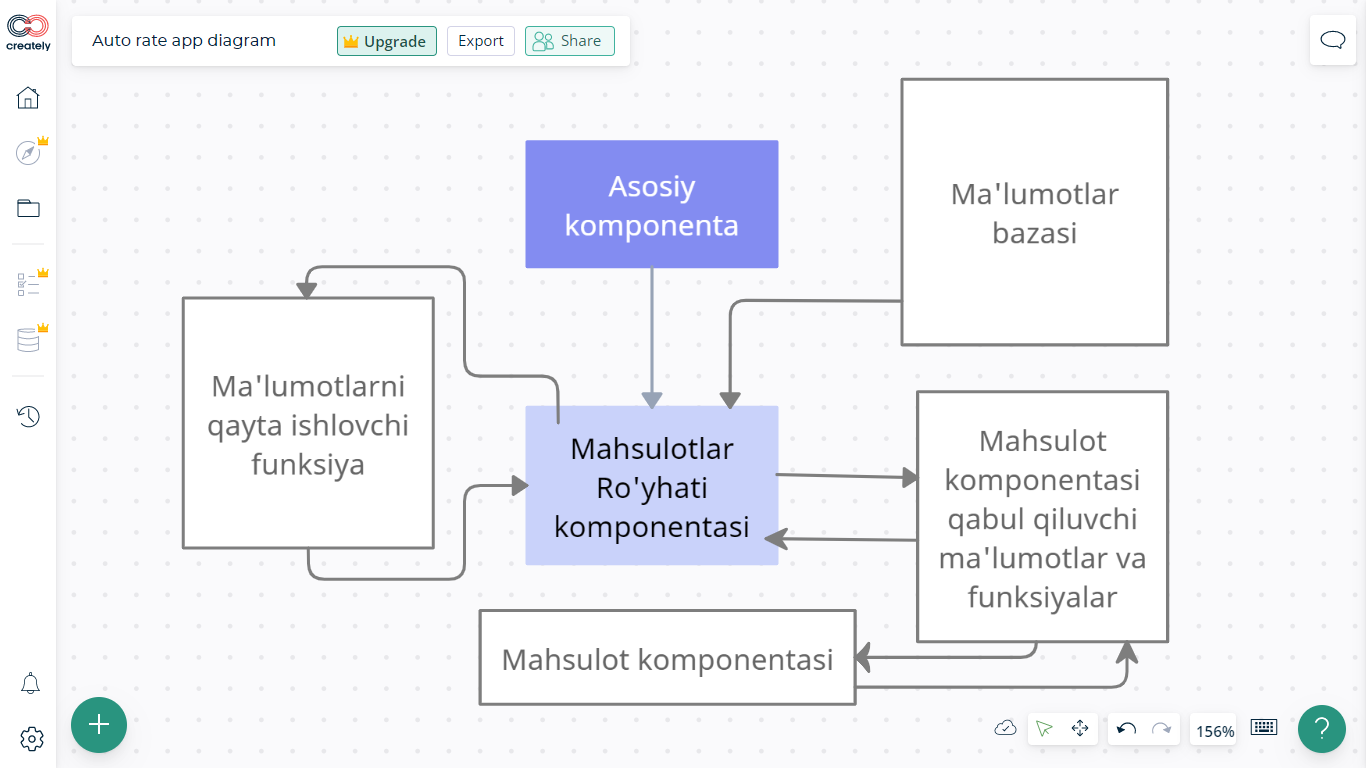 creately
Auto rate app diagram
Upgrade
Export
Share
Asosiy
komponenta
Ma'lumotlar
bazasi
Ma'lumotlarni
qayta ishlovchi
funksiya
Mahsulotlar
Ro'yhati
komponentasi
Mahsulot
komponentasi
qabul qiluvchi
ma'lumotlar va
funksiyalar
Mahsulot komponentasi
156%